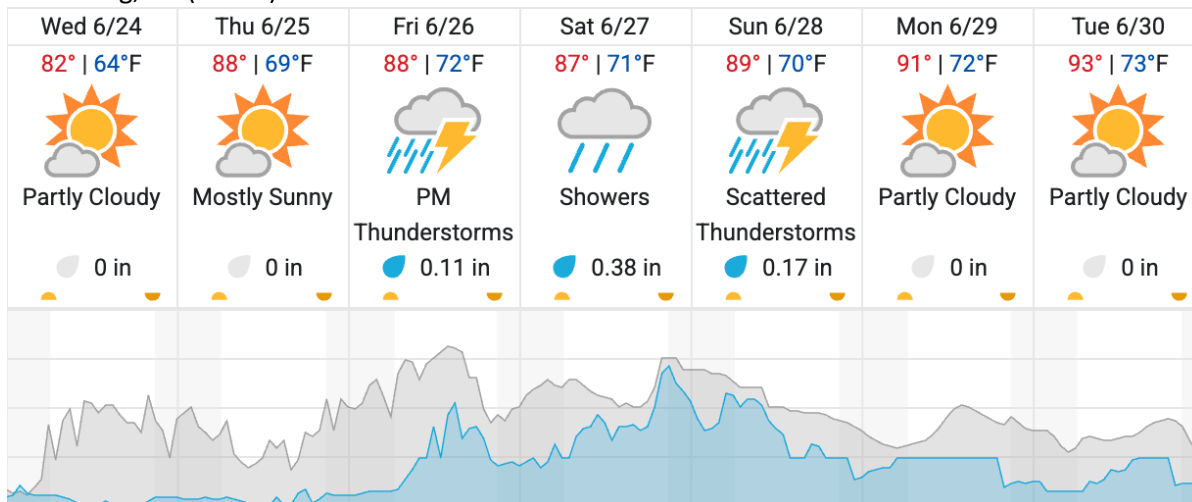 Wed 6/24
Thu 6/25
Fri 6/26
Sat 6/27
Sun 6/28
Mon 6/29
Tue 6/30
82° | 64°F
88° | 69°F
88° | 72°F
87° | 71°F
89° | 70°F
91° | 72°F
93° | 73°F
Partly Cloudy
Mostly Sunny
PM
Thunderstorms
Showers
Scattered
Thunderstorms
Partly Cloudy
Partly Cloudy
0 in
0 in
0.11 in
0.38 in
0.17 in
0 in
0 in